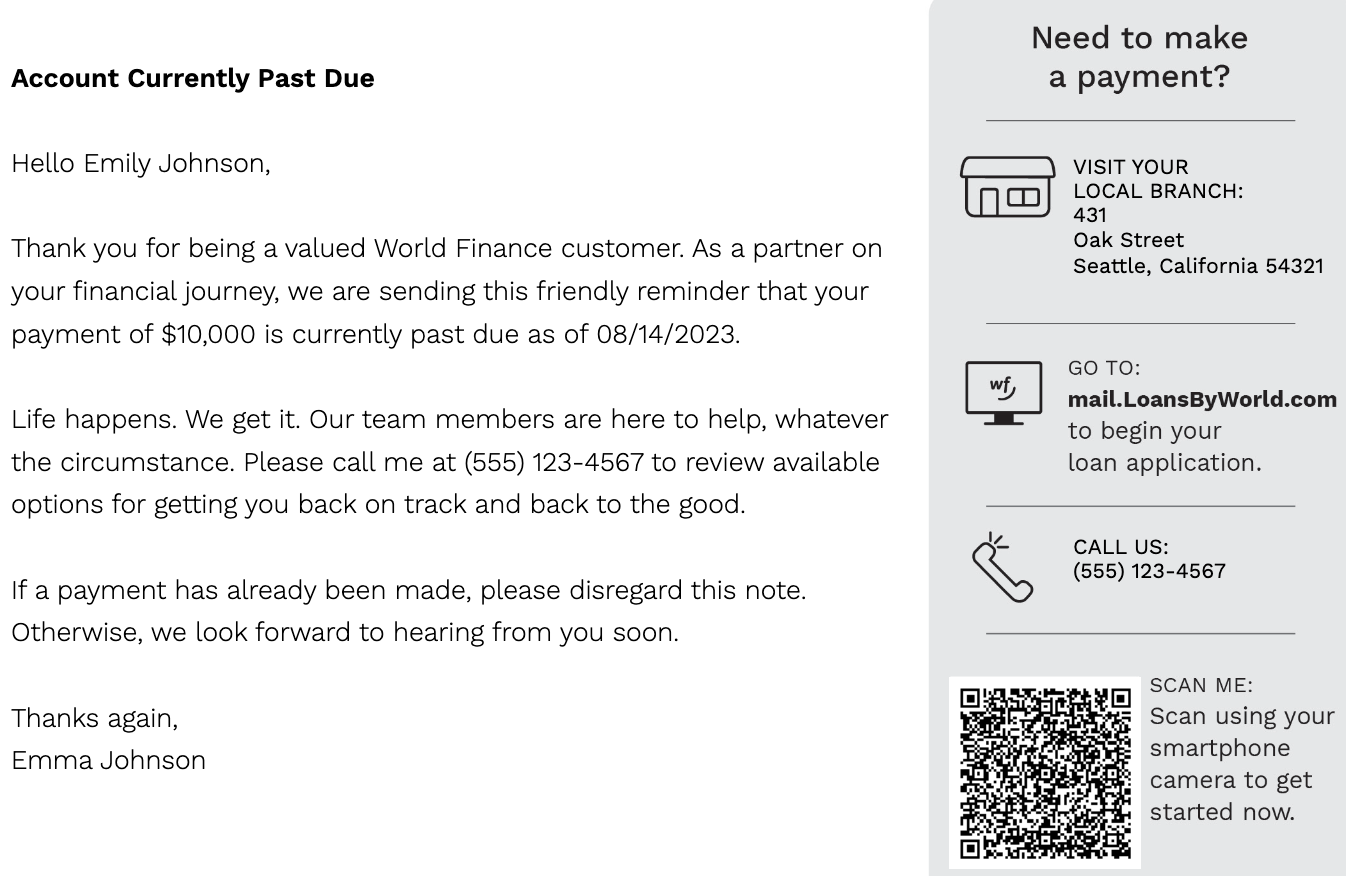 Account Currently Past Due
Hello Emily Johnson,
Thank you for being a valued World Finance customer. As a partner on
your financial journey, we are sending this friendly reminder that your
payment of $10,000 is currently past due as of 08/14/2023.
Life happens. We get it. Our team members are here to help, whatever
the circumstance. Please call me at (555) 123-4567 to review available
options for getting you back on track and back to the good.
If a payment has already been made, please disregard this note.
Otherwise, we look forward to hearing from you soon.
Thanks again,
Emma Johnson
Need to make
a payment?
VISIT YOUR
LOCAL BRANCH:
431
Oak Street
Seattle, California 54321
wf
GO TO:
mail.LoansByWorld.com
to begin your
loan application.
CALL US:
(555) 123-4567
SCAN ME:
Scan using your
smartphone
camera to get
started now.